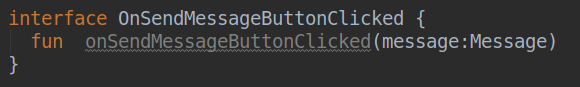 interface OnSendMessageButtonClicked {
fun onSendMessageButtonClicked(message:Message)
}